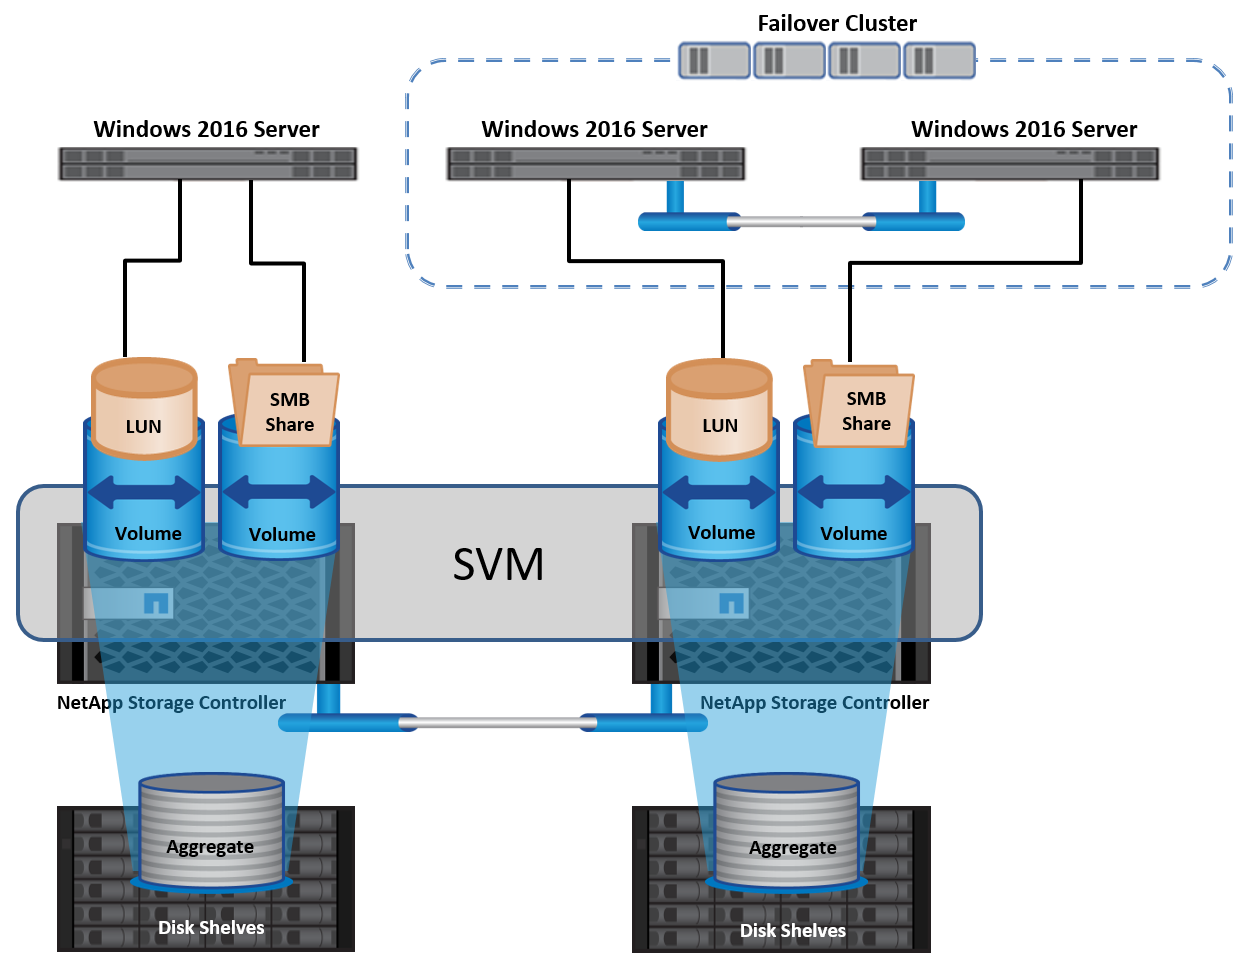 Failover Cluster
Windows 2016 Server
Windows 2016 Server
Windows 2016 Server
LUN
SMB
Share
LUN
SMB
Share
Volume
Volume
Volume
Volume
SVM
NetApp Storage Controller
NetApp Storage Controller
Aggregate
Aggregate
Disk Shelves
Disk Shelves